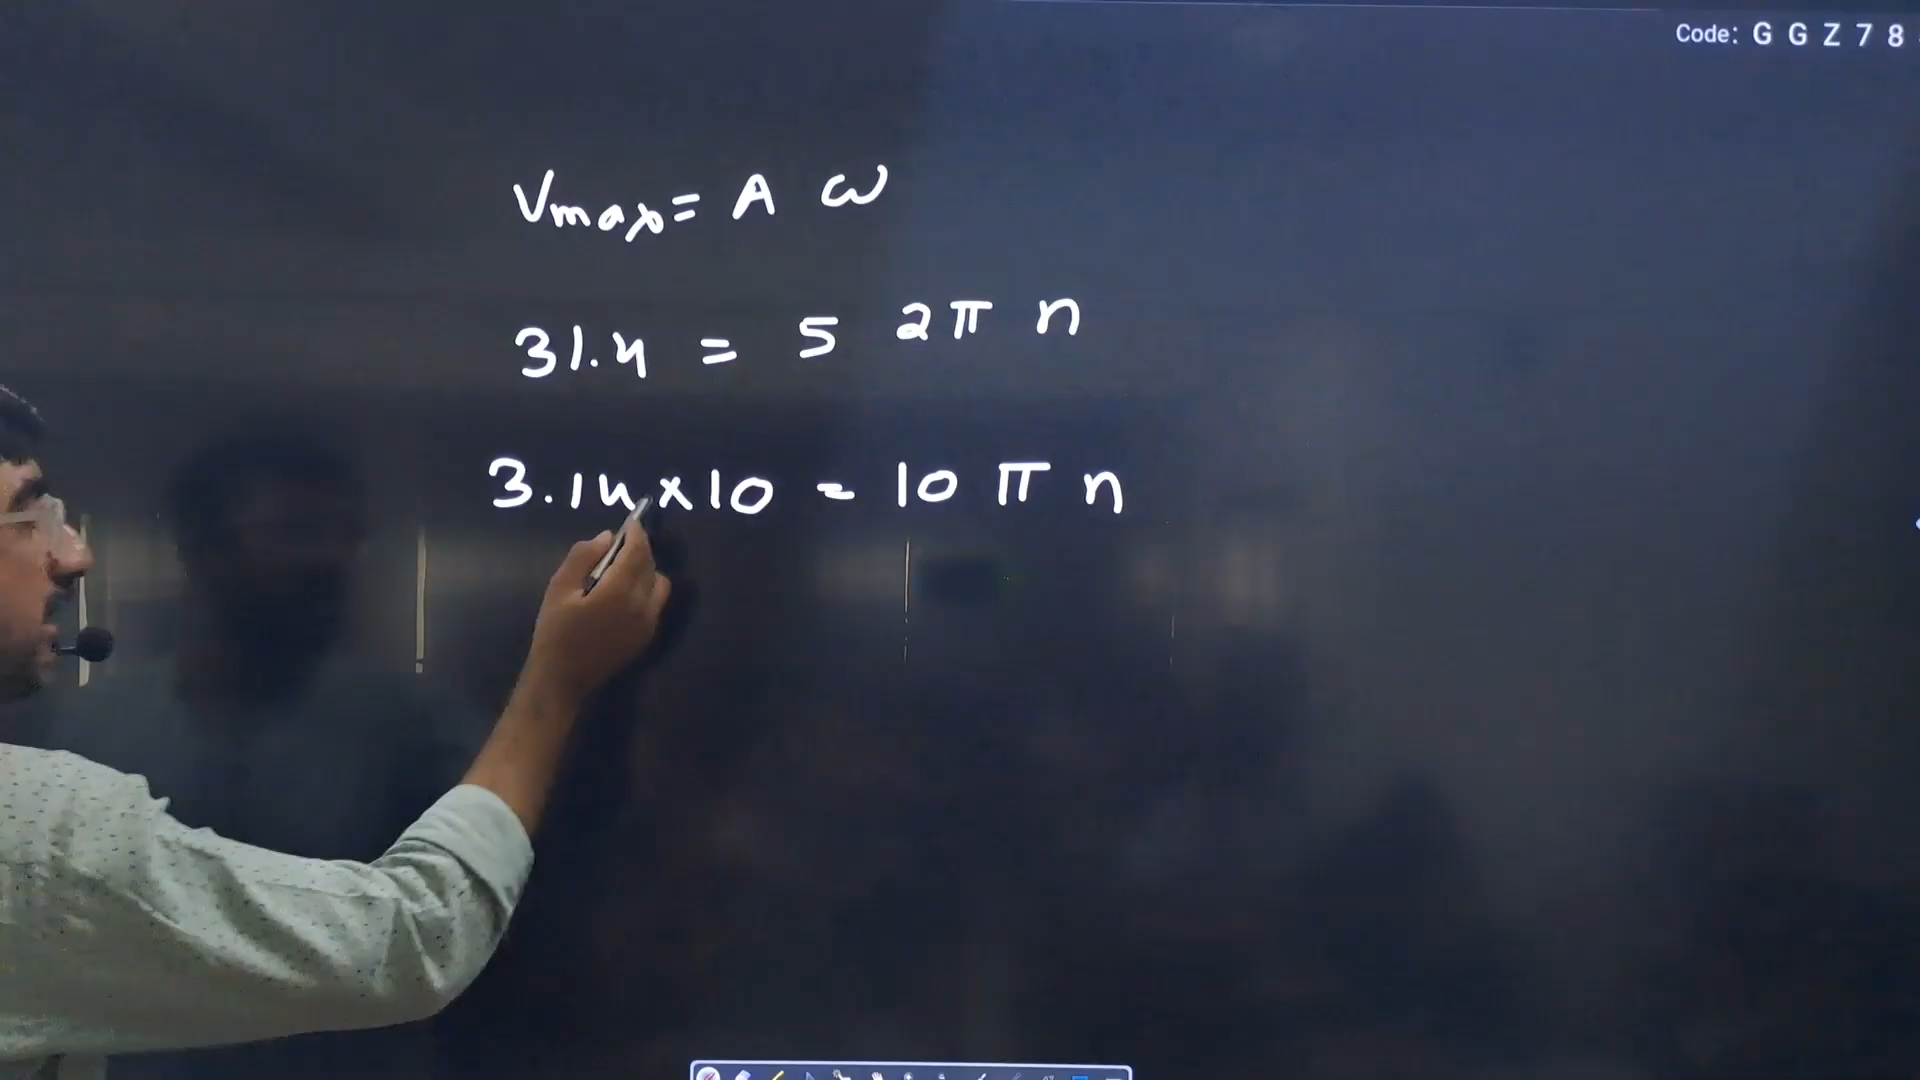 Code: G G Z 7 8
Vmax = A ω
31.4 = 5 2π n
3.14 × 10 = 10 π n